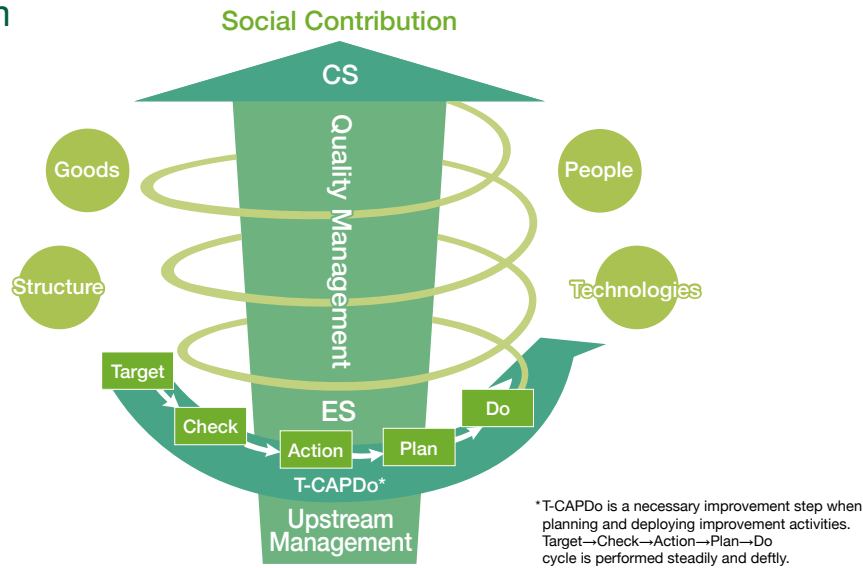 n
Social Contribution
CS
Quality Management
Goods
People
Structure
Technologies
Target
Check
ES
Action
Plan
Do
T-CAPDo*
Upstream
Management
*T-CAPDo is a necessary improvement step when
planning and deploying improvement activities.
Target→Check→Action→Plan→Do
cycle is performed steadily and deftly.